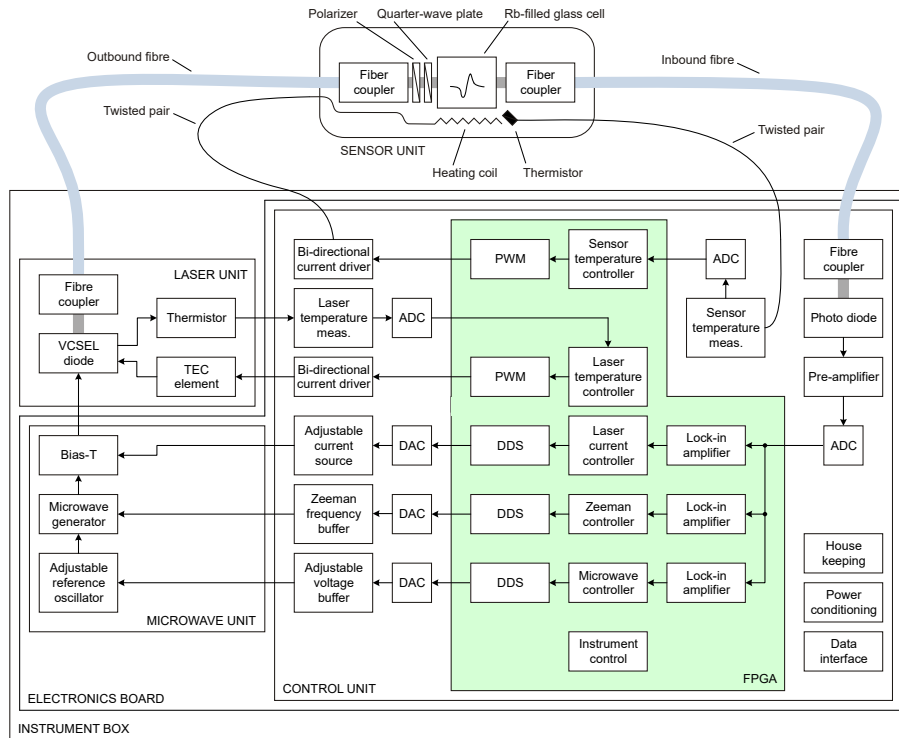 Polarizer
Quarter-wave plate
Rb-filled glass cell
Outbound fibre
Inbound fibre
Fiber
coupler
Fiber
coupler
Twisted pair
Twisted pair
SENSOR UNIT
Heating coil
Thermistor
LASER UNIT
Fibre
coupler
VCSEL
diode
Thermistor
TEC
element
Bi-directional
current driver
Laser
temperature
meas.
ADC
Bi-directional
current driver
PWM
Sensor
temperature
controller
ADC
Sensor
temperature
meas.
Fibre
coupler
Photo diode
Pre-amplifier
ADC
PWM
Laser
temperature
controller
Bias-T
Adjustable
current
source
DAC
DDS
Laser
current
controller
Lock-in
amplifier
Microwave
generator
Zeeman
frequency
buffer
DAC
DDS
Zeeman
controller
Lock-in
amplifier
Adjustable
reference
oscillator
Adjustable
voltage
buffer
DAC
DDS
Microwave
controller
Lock-in
amplifier
House
keeping
Power
conditioning
Data
interface
Instrument
control
MICROWAVE UNIT
FPGA
ELECTRONICS BOARD
CONTROL UNIT
INSTRUMENT BOX